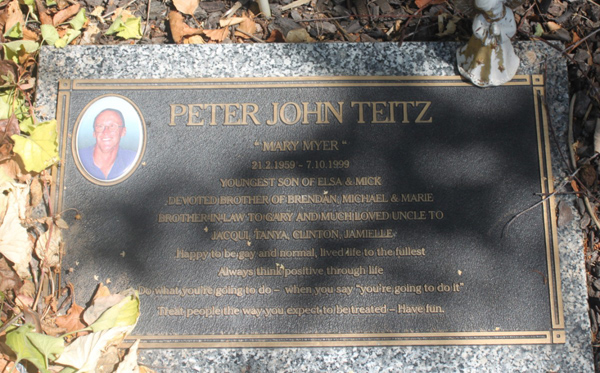 PETER JOHN TEITZ
"MARY MYER"
21.2.1959 - 7.10.1999
YOUNGEST SON OF ELSA & MICK
DEVOTED BROTHER OF BRENDAN, MICHAEL & MARIE
BROTHER IN LAW TO GARY AND MUCH LOVED UNCLE TO
JACQUI, TANYA, CLINTON, JAMIELLE.
Happy to be gay and normal, lived life to the fullest
Always think positive through life
Do what you're going to do – when you say "you're going to do it"
Treat people the way you expect to be treated – Have fun.